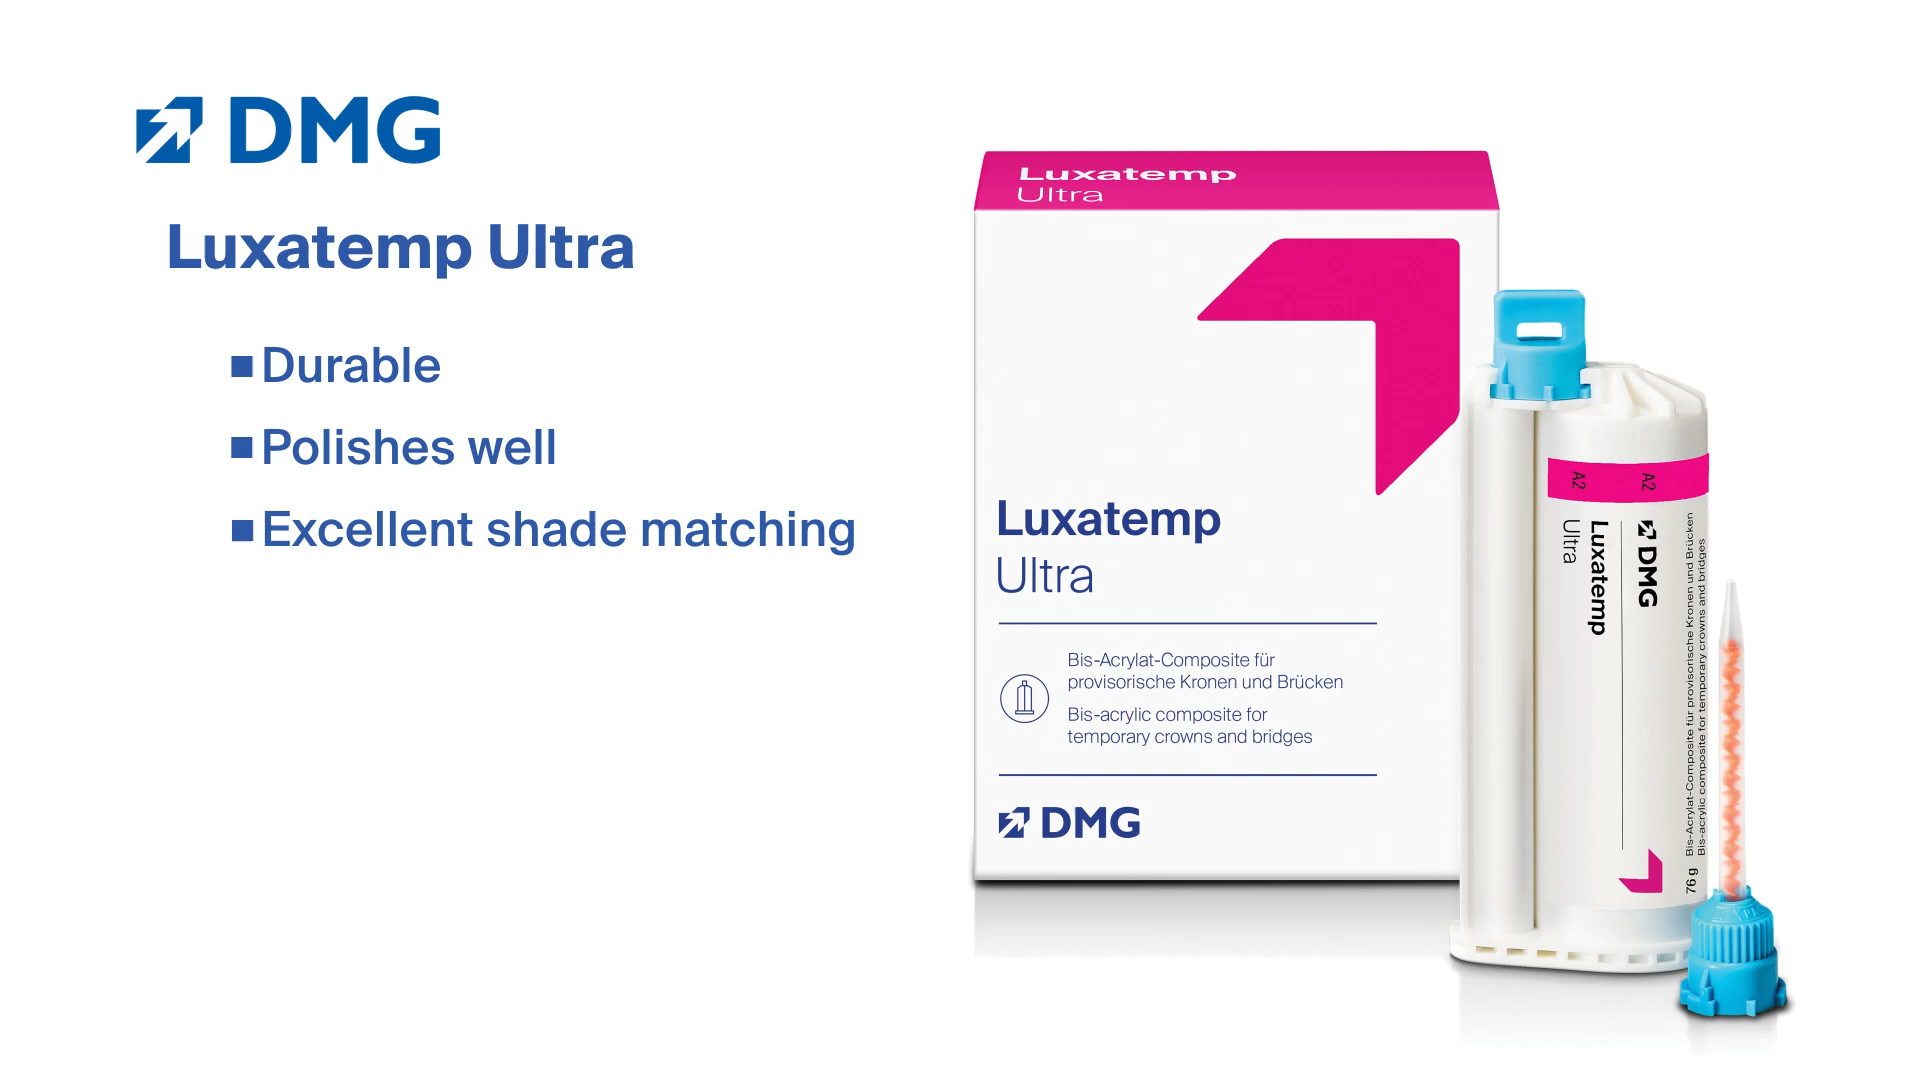 DMG
Luxatemp Ultra
Durable
Polishes well
Excellent shade matching
Luxatemp
Ultra
Luxatemp
Ultra
Bis-Acrylat-Composite für
provisorische Kronen und Brücken
Bis-acrylic composite for
temporary crowns and bridges
DMG
A2 A2
DMG
Luxatemp
Ultra
Bis-Acrylat-Composite für provisorische Kronen und Brücken
Bis-acrylic composite for temporary crowns and bridges
76 g